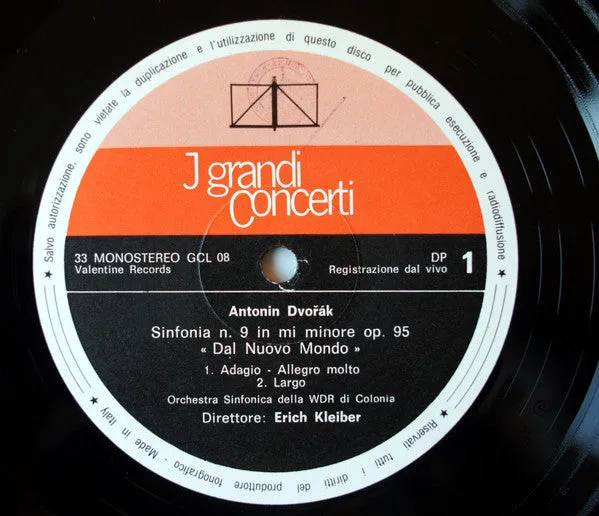 ★ Salvo autorizzazione, sono vietate la duplicazione e l'utilizzazione di questo disco per pubblica esecuzione e radiodiffusione ★
J grandi
concerti
33 MONOSTEREO GCL 08
Valentine Records
DP
Registrazione dal vivo
1
Antonin Dvořák
Sinfonia n. 9 in mi minore op. 95
« Dal Nuovo Mondo »
1. Adagio - Allegro molto
2. Largo
Orchestra Sinfonica della WDR di Colonia
Direttore: Erich Kleiber
★ Riservati tutti i diritti del produttore fonografico - Made in Italy ★